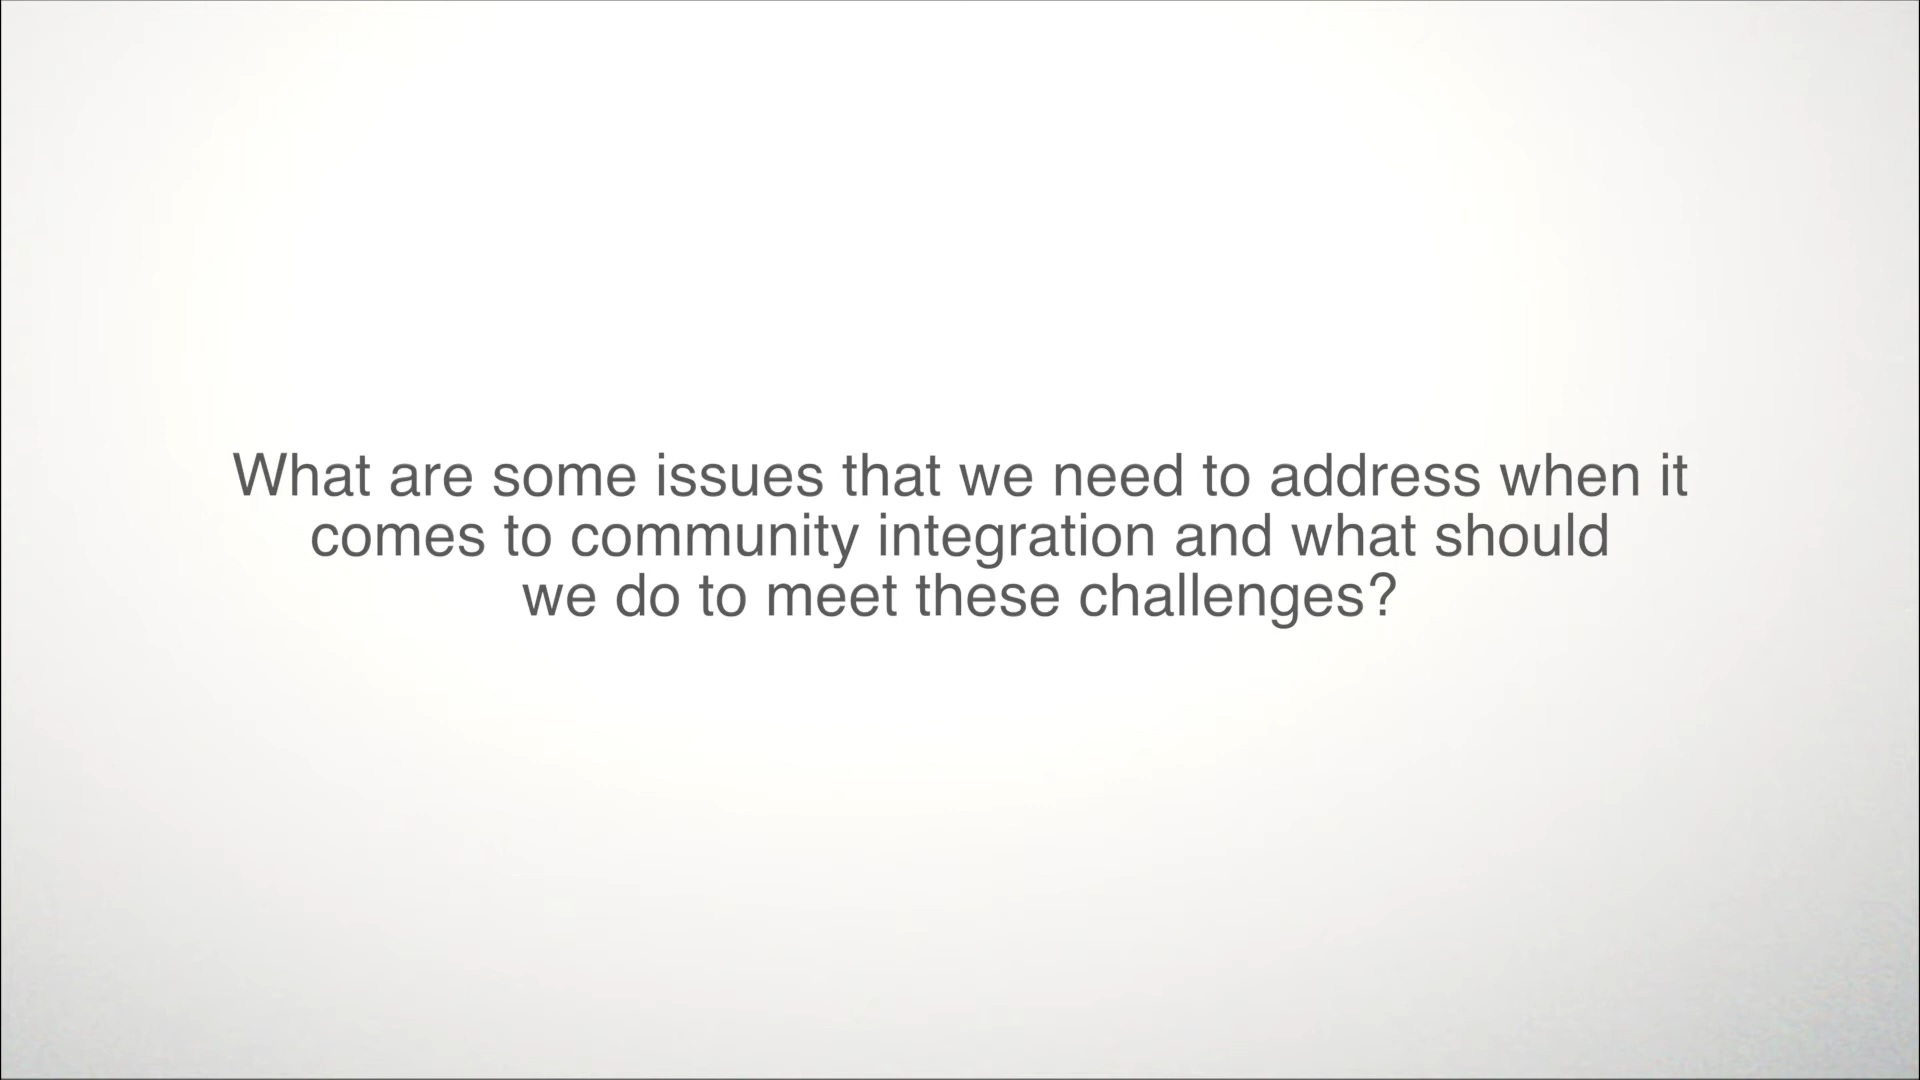 What are some issues that we need to address when it
comes to community integration and what should
we do to meet these challenges?